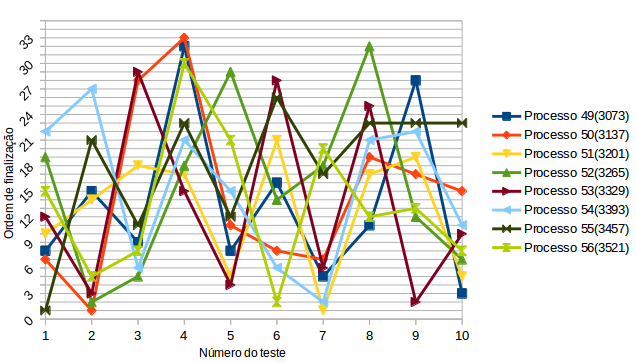 Ordem de finalização
33
30
27
24
21
18
15
12
9
6
3
0
1 2 3 4 5 6 7 8 9 10
Número do teste
Processo 49(3073)
Processo 50(3137)
Processo 51(3201)
Processo 52(3265)
Processo 53(3329)
Processo 54(3393)
Processo 55(3457)
Processo 56(3521)